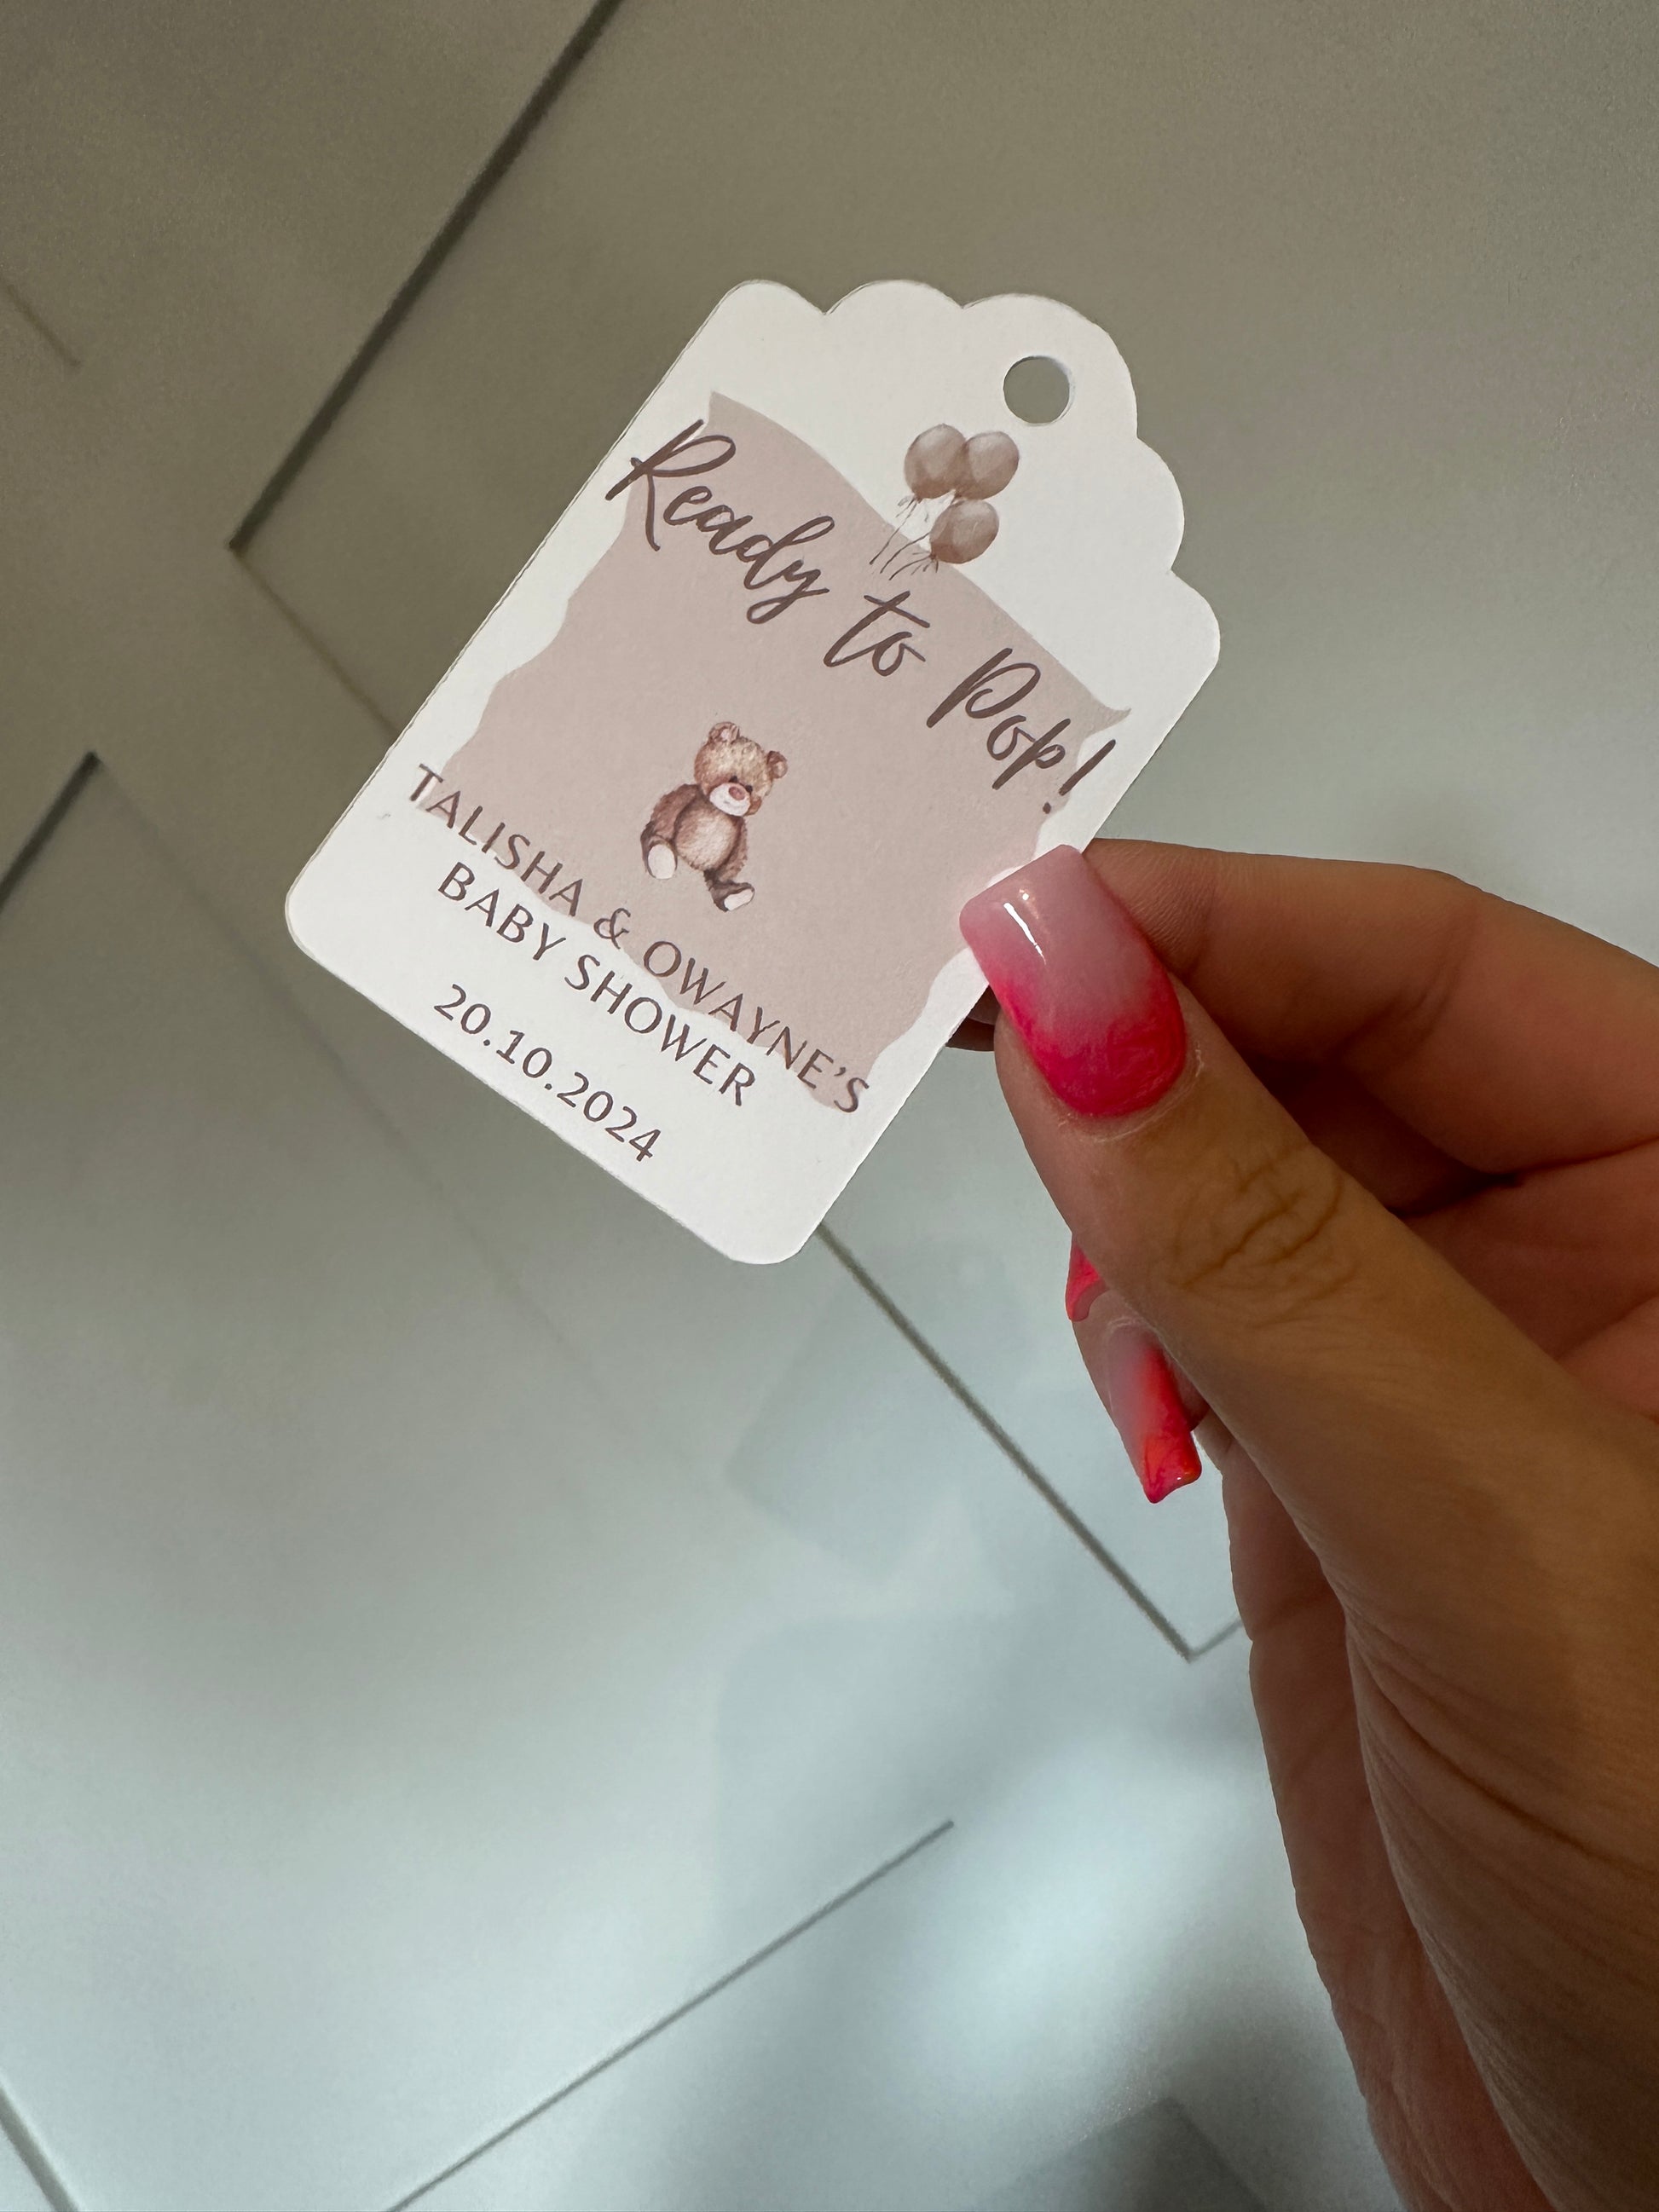 Ready to Pop!
TALISHA & OWAYNE'S
BABY SHOWER
20.10.2024